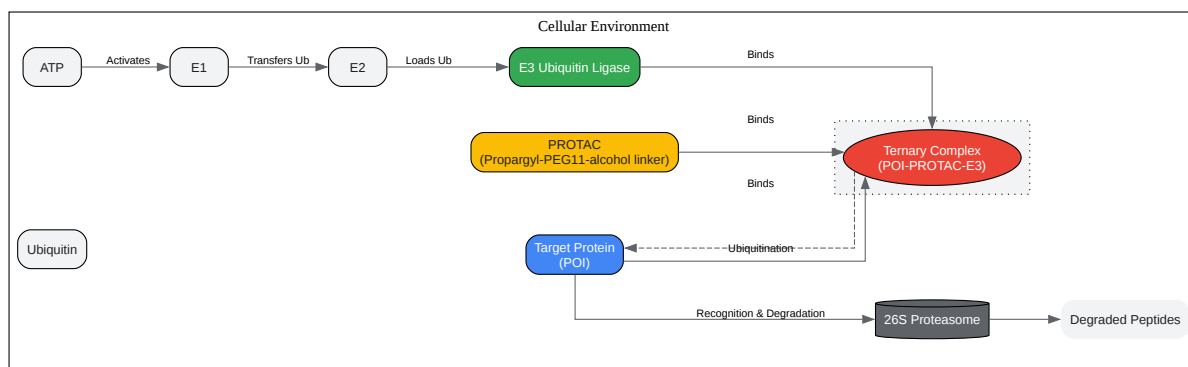 Cellular Environment
ATP
Activates
E1
Transfers Ub
E2
Loads Ub
E3 Ubiquitin Ligase
Binds
PROTAC
(Propargyl-PEG11-alcohol linker)
Binds
Ternary Complex
(POI-PROTAC-E3)
Binds
Ubiquitin
Target Protein
(POI)
Ubiquitination
Recognition & Degradation
26S Proteasome
Degraded Peptides